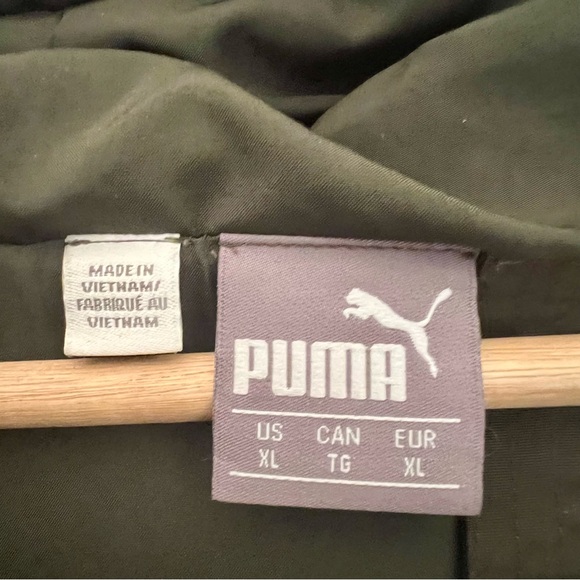 MADE IN
VIETNAM/
FABRIQUÉ AU
VIETNAM
PUMA
US CAN EUR
XL TG XL